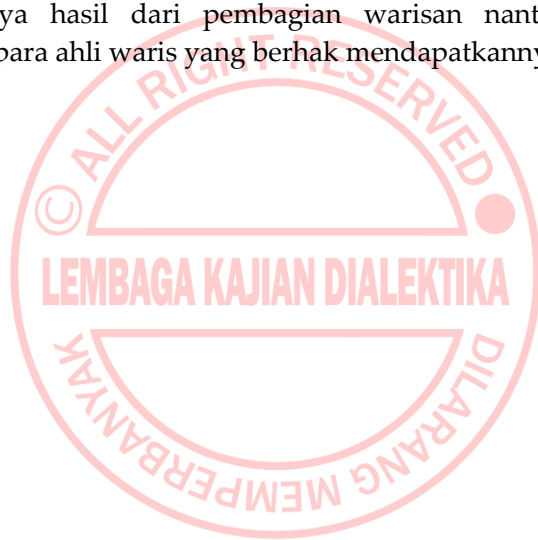 ya hasil dari pembagian warisan nant
para ahli waris yang berhak mendapatkanny
© ALL RIGHT RESERVED
LEMBAGA KAJIAN DIALEKTIKA
DILARANG MEMPERBANYAK